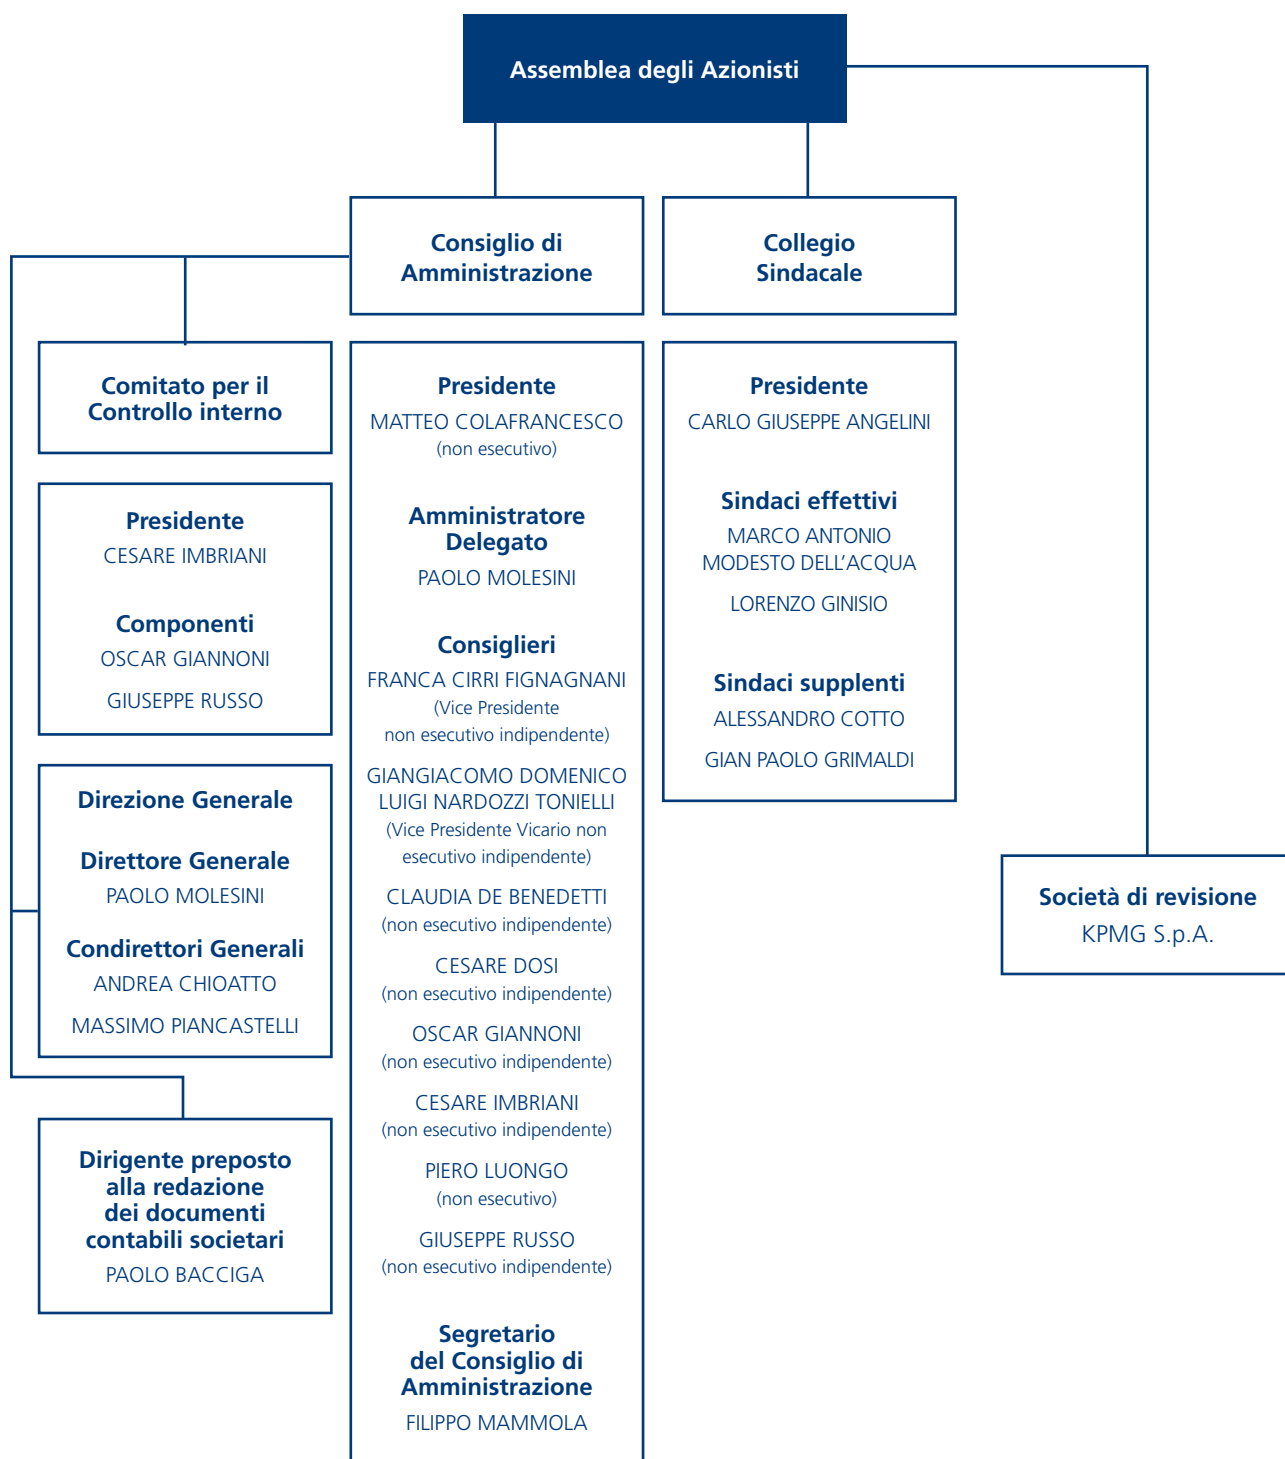 Assemblea degli Azionisti
Consiglio di
Amministrazione
Collegio
Sindacale
Comitato per il
Controllo interno
Presidente
CESARE IMBRIANI
Componenti
OSCAR GIANNONI
GIUSEPPE RUSSO
Direzione Generale
Direttore Generale
PAOLO MOLESINI
Condirettori Generali
ANDREA CHIOATTO
MASSIMO PIANCASTELLI
Dirigente preposto
alla redazione
dei documenti
contabili societari
PAOLO BACCIGA
Presidente
MATTEO COLAFRANCESCO
(non esecutivo)
Amministratore
Delegato
PAOLO MOLESINI
Consiglieri
FRANCA CIRRI FIGNAGNANI
(Vice Presidente
non esecutivo indipendente)
GIANGIACOMO DOMENICO
LUIGI NARDOZZI TONIELLI
(Vice Presidente Vicario non
esecutivo indipendente)
CLAUDIA DE BENEDETTI
(non esecutivo indipendente)
CESARE DOSI
(non esecutivo indipendente)
OSCAR GIANNONI
(non esecutivo indipendente)
CESARE IMBRIANI
(non esecutivo indipendente)
PIERO LUONGO
(non esecutivo)
GIUSEPPE RUSSO
(non esecutivo indipendente)
Segretario
del Consiglio di
Amministrazione
FILIPPO MAMMOLA
Presidente
CARLO GIUSEPPE ANGELINI
Sindaci effettivi
MARCO ANTONIO
MODESTO DELL’ACQUA
LORENZO GINISIO
Sindaci supplenti
ALESSANDRO COTTO
GIAN PAOLO GRIMALDI
Società di revisione
KPMG S.p.A.